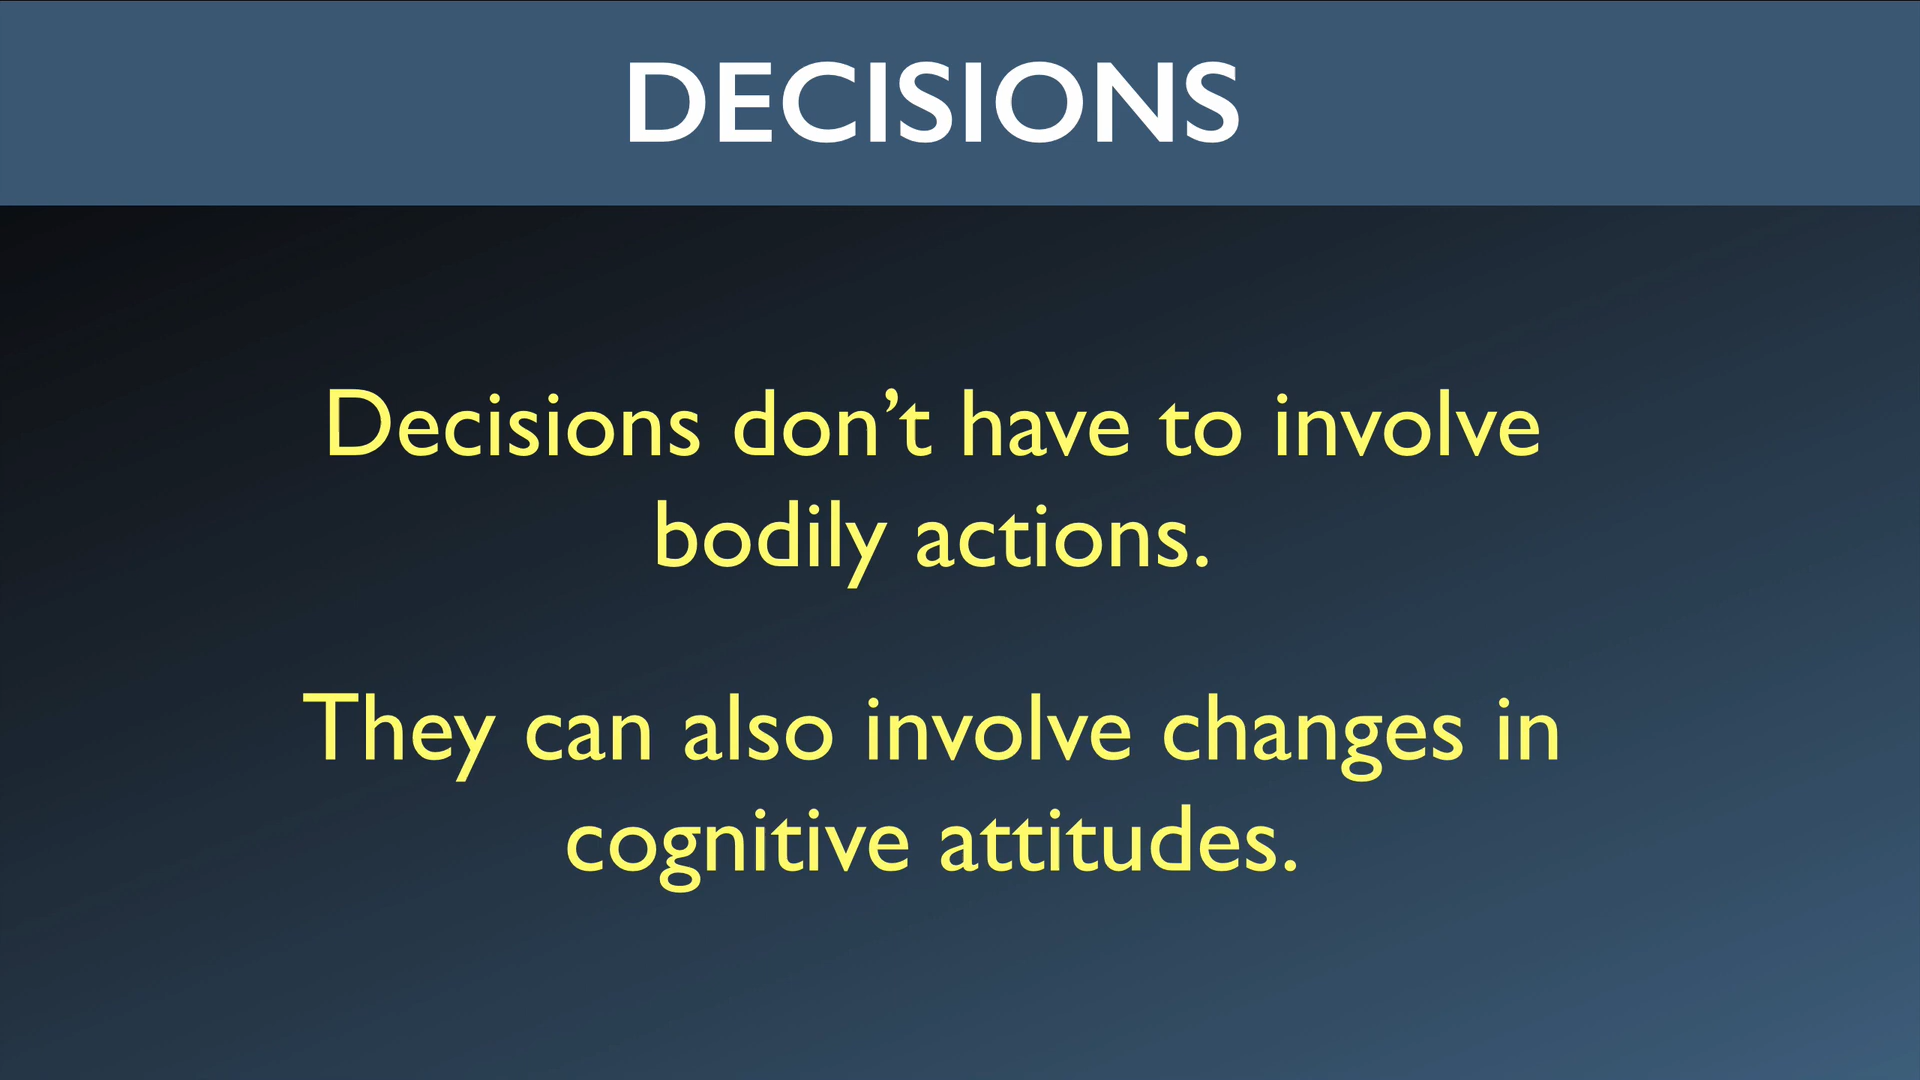 DECISIONS
Decisions don’t have to involve
bodily actions.
They can also involve changes in
cognitive attitudes.